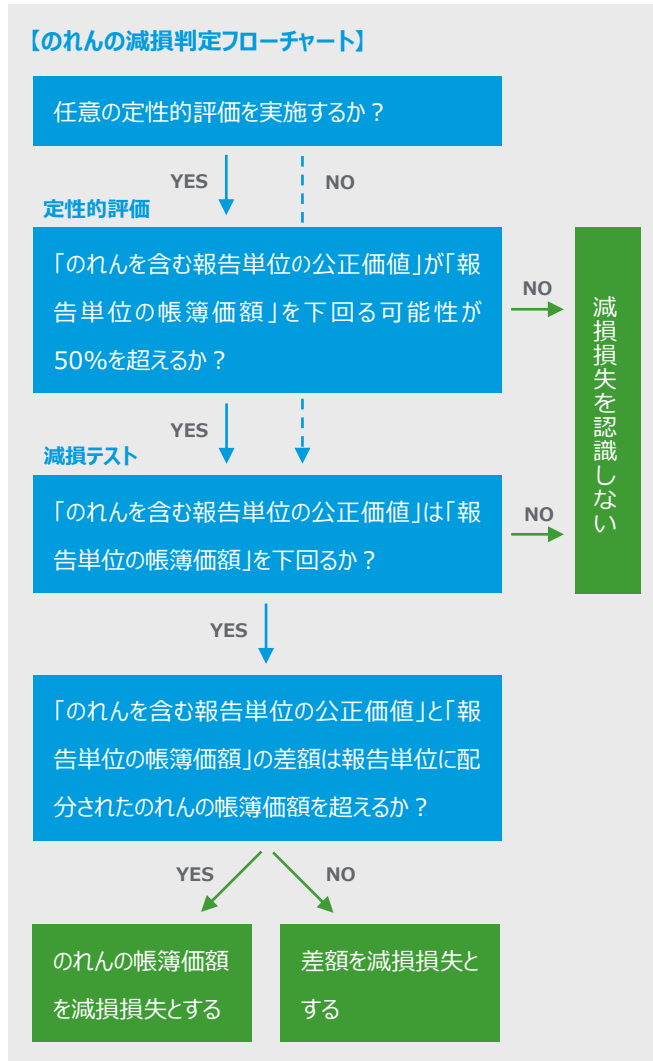 【のれんの減損判定フローチャート】
任意の定性的評価を実施するか？
YES
NO
定性的評価
「のれんを含む報告単位の公正価値」が「報
告単位の帳簿価額」を下回る可能性が
50%を超えるか？
NO
減損損失を認識しない
YES
減損テスト
「のれんを含む報告単位の公正価値」は「報
告単位の帳簿価額」を下回るか？
NO
YES
「のれんを含む報告単位の公正価値」と「報
告単位の帳簿価額」の差額は報告単位に配
分されたのれんの帳簿価額を超えるか？
YES
NO
のれんの帳簿価額
を減損損失とする
差額を減損損失と
する